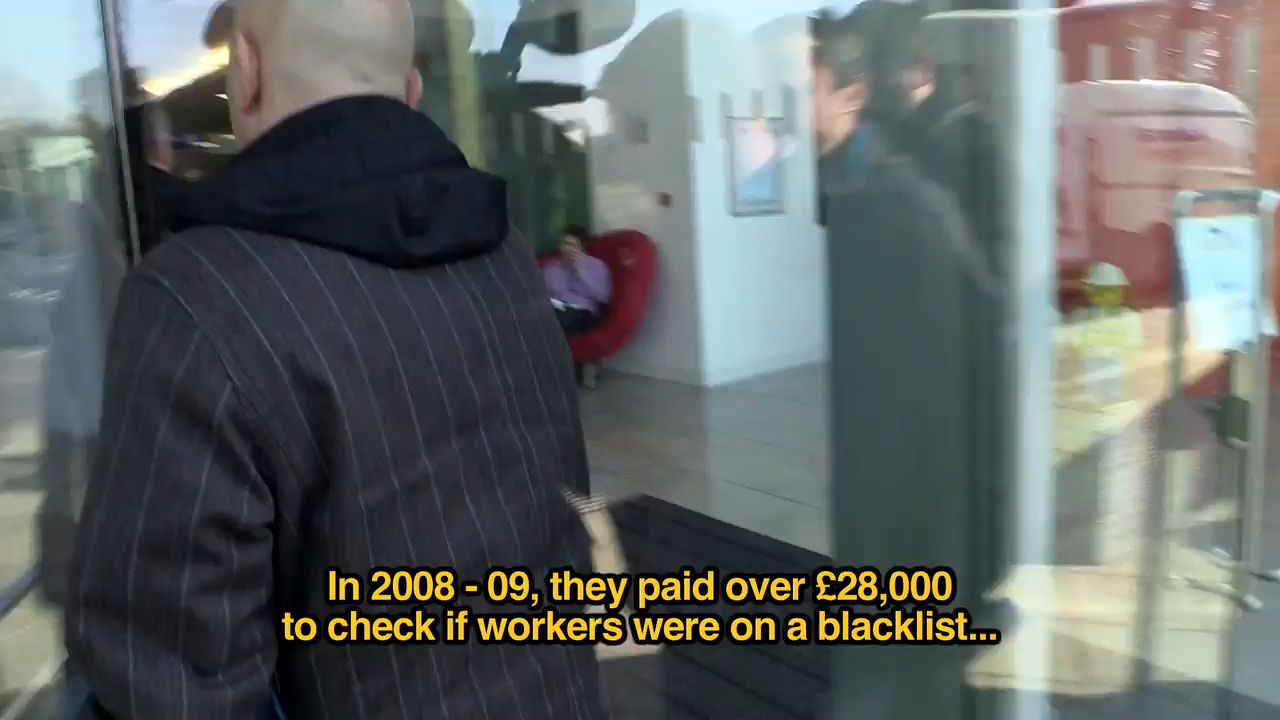 In 2008 - 09, they paid over £28,000
to check if workers were on a blacklist...